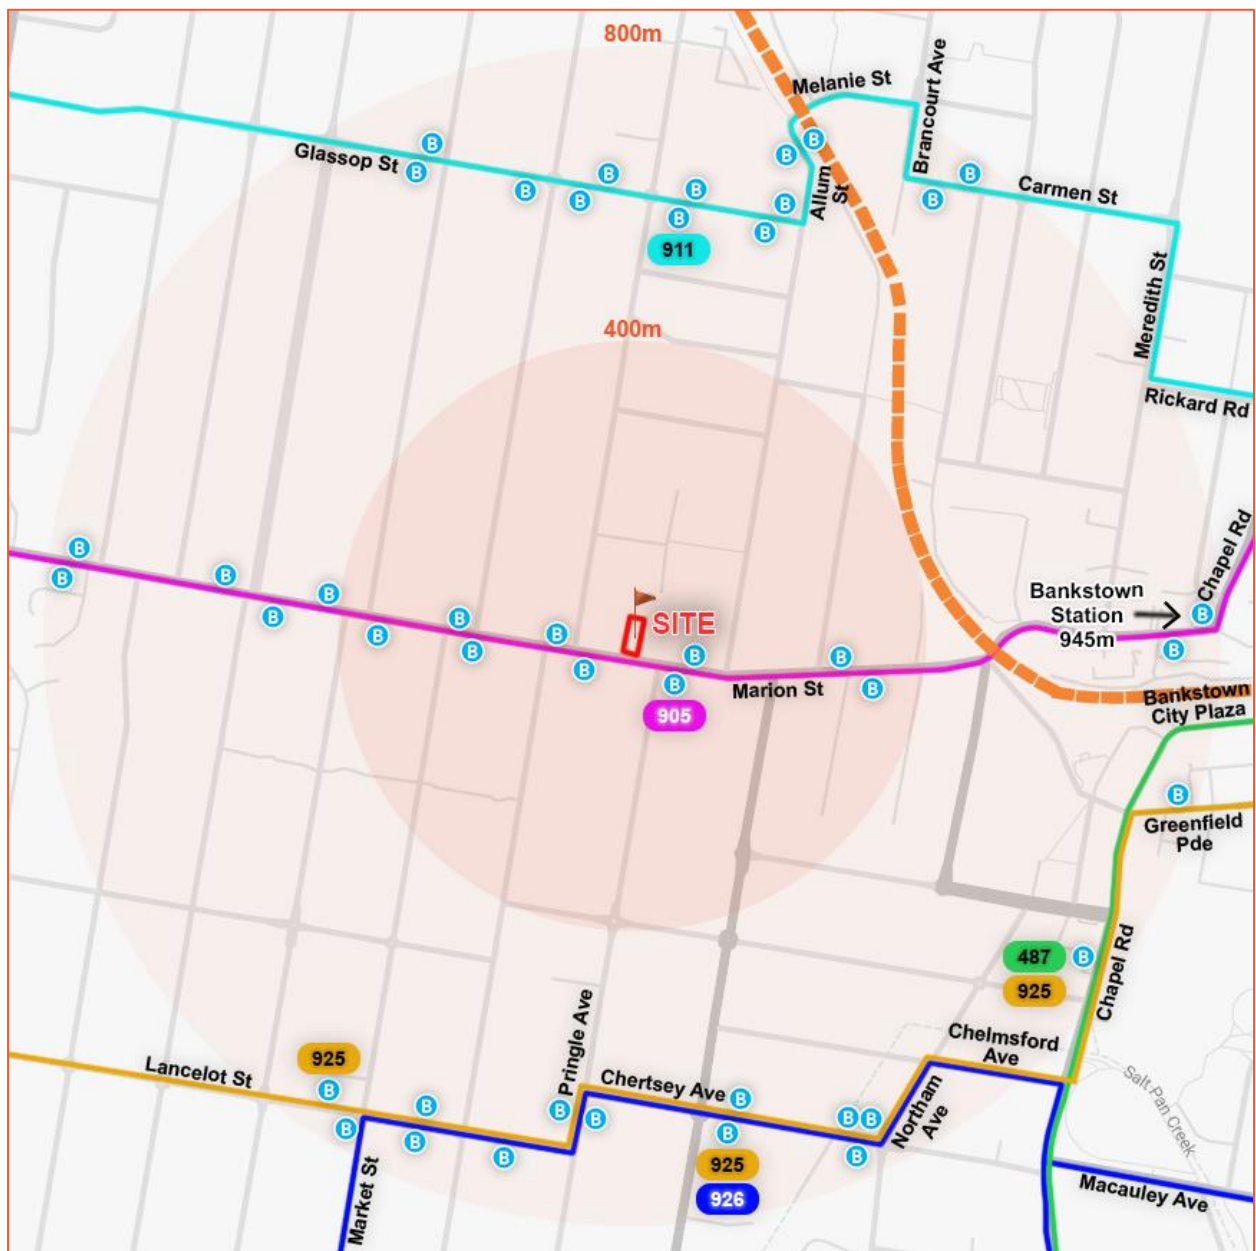 800m
Melanie St
Brancourt Ave
B
B
B
Glassop St
B
B
B
B
B
B
B
B
B
B
B
Allum
St
Carmen St
911
Meredith St
400m
Rickard Rd
Chapel Rd
B
B
B
B
B
B
B
B
B
B
B
SITE
B
B
B
B
Marion St
905
Bankstown
Station
945m
B
B
Bankstown
City Plaza
B
Greenfield
Pde
487
925
B
Chapel Rd
Chelmsford
Ave
Salt Pan Creek
925
Lancelot St
B
B
B
B
B
Pringle Ave
B
B
Chertsey Ave
B
B
B
B
B
Northam
Ave
925
926
Market St
Macauley Ave